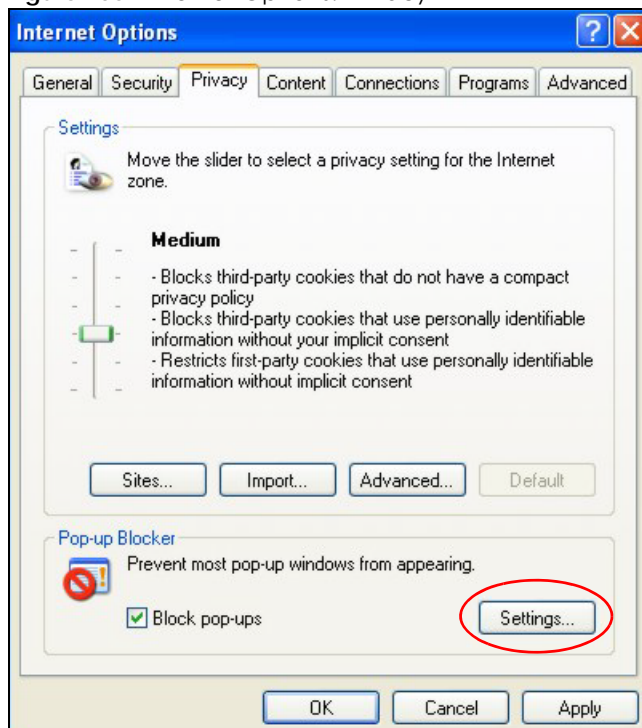 Internet Options
General Security Privacy Content Connections Programs Advanced
Settings
Move the slider to select a privacy setting for the Internet
zone.
Medium
- Blocks third-party cookies that do not have a compact
privacy policy
- Blocks third-party cookies that use personally identifiable
information without your implicit consent
- Restricts first-party cookies that use personally identifiable
information without implicit consent
Sites... Import... Advanced... Default
Pop-up Blocker
Prevent most pop-up windows from appearing.
Block pop-ups Settings...
OK Cancel Apply